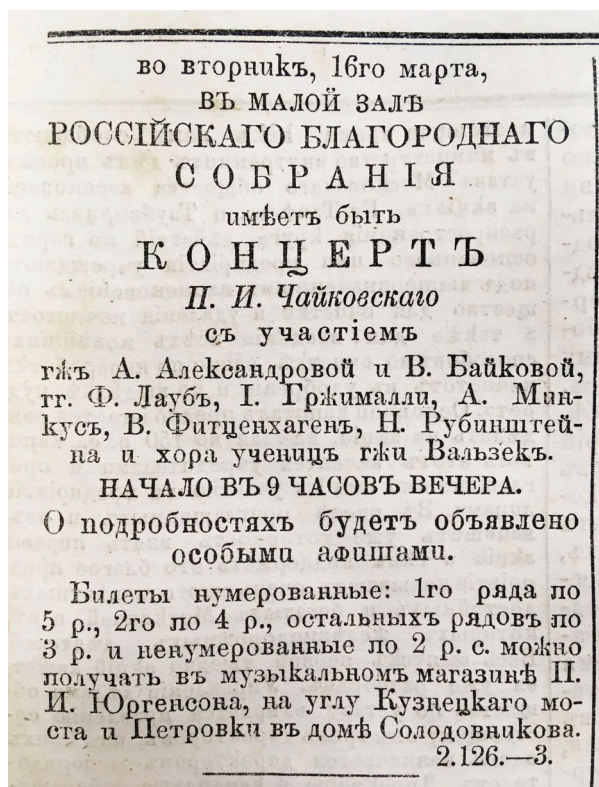 во вторникъ, 16го марта,
ВЪ МАЛОЙ ЗАЛѢ
РОССІЙСКАГО БЛАГОРОДНАГО
СОБРАНІЯ
имѣетъ быть
КОНЦЕРТЪ
П. И. Чайковскаго
съ участіемъ
гжъ А. Александровой и В. Байковой,
гг. Ф. Лаубъ, І. Гржимали, А. Мин-
кусъ, В. Фитценхагенъ, Н. Рубинштей-
на и хора ученицъ гжи Вальзекъ.
НАЧАЛО ВЪ 9 ЧАСОВЪ ВЕЧЕРА.
О подробностяхъ будетъ объявлено
особыми афишами.
Билеты нумерованные: 1го ряда по
5 р., 2го по 4 р., остальныхъ рядовъ по
3 р. и ненумерованные по 2 р. с. можно
получать въ музыкальномъ магазинѣ П.
И. Юргенсона, на углу Кузнецкаго мо-
ста и Петровки въ домѣ Солодовникова.
2.126.—3.